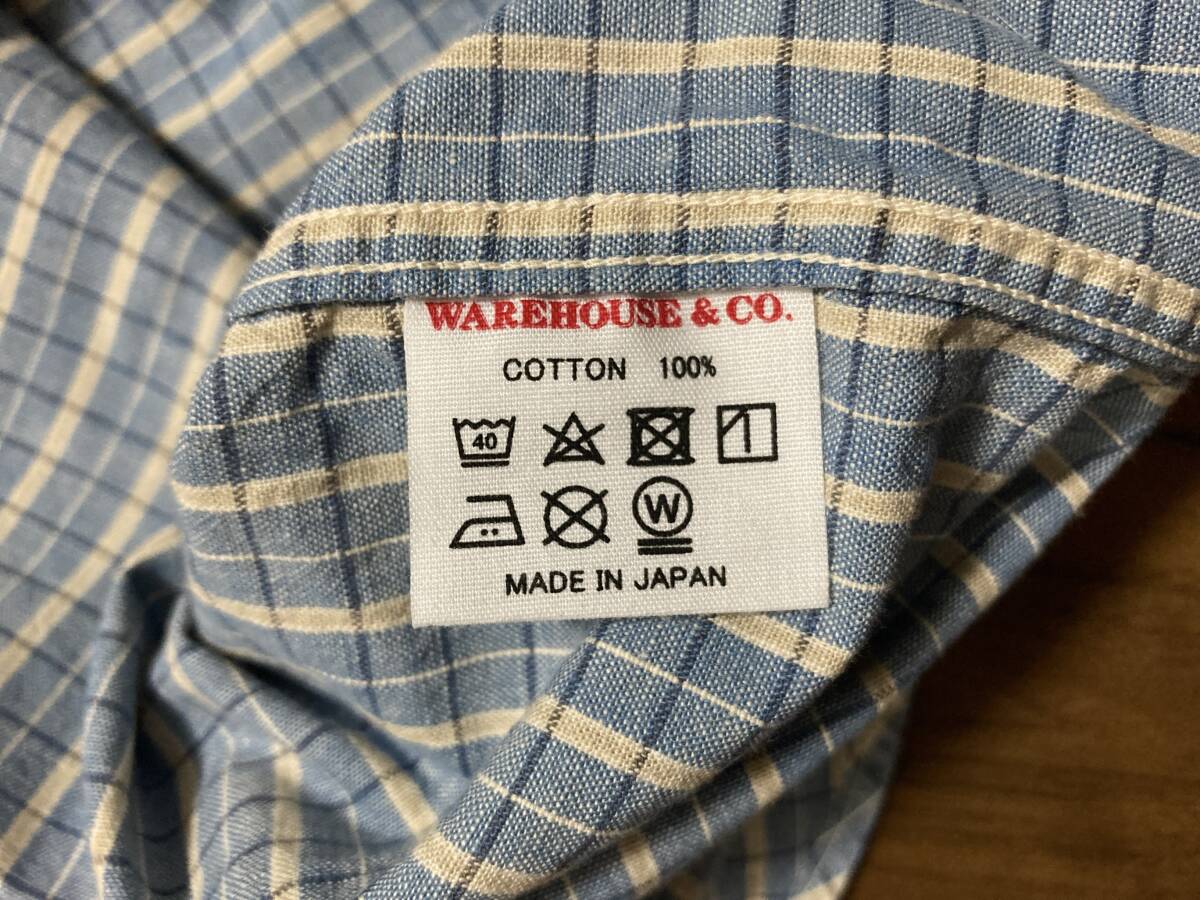 WAREHOUSE & CO.
COTTON 100%
40
W
MADE IN JAPAN